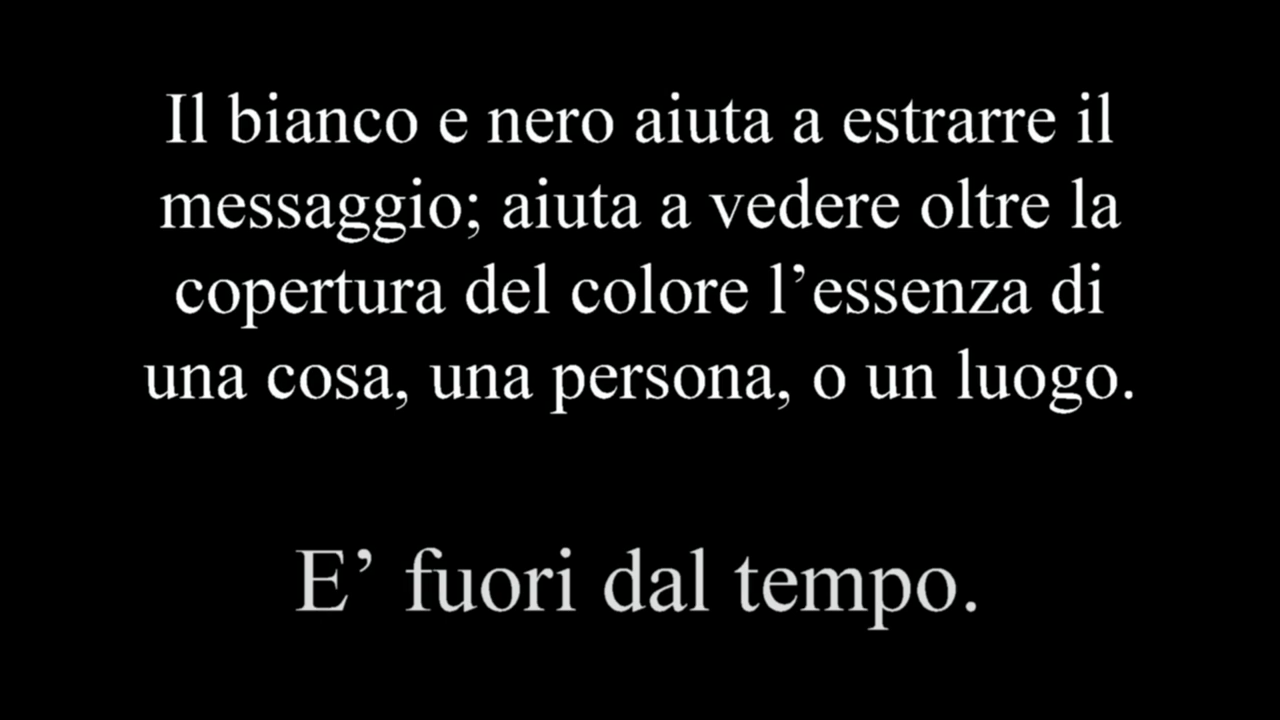 Il bianco e nero aiuta a estrarre il
messaggio; aiuta a vedere oltre la
copertura del colore l’essenza di
una cosa, una persona, o un luogo.
E’ fuori dal tempo.